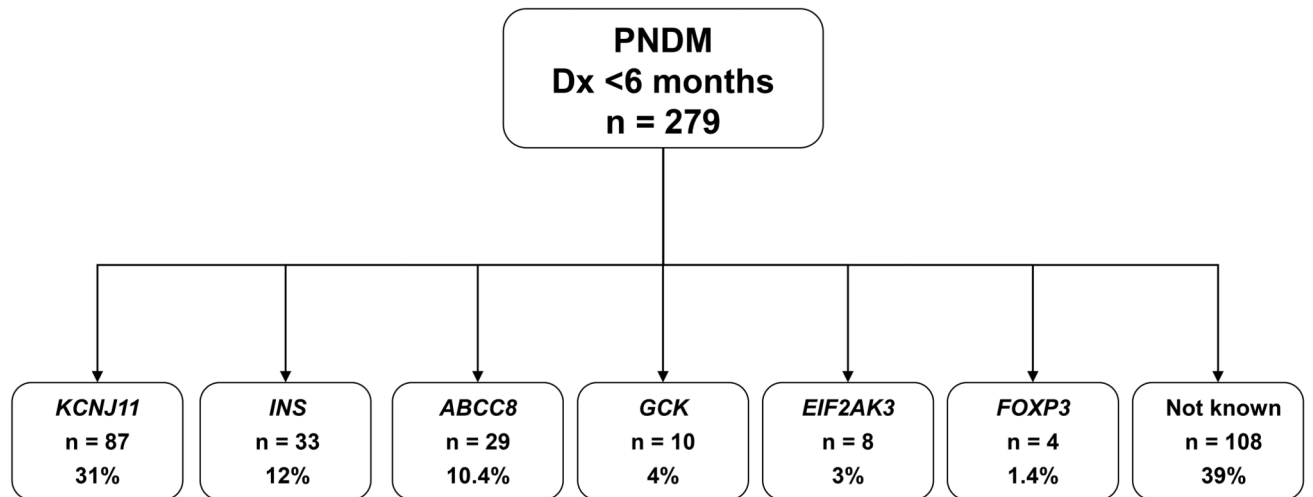 PNDM
Dx <6 months
n = 279
KCNJ11
n = 87
31%
INS
n = 33
12%
ABCC8
n = 29
10.4%
GCK
n = 10
4%
EIF2AK3
n = 8
3%
FOXP3
n = 4
1.4%
Not known
n = 108
39%